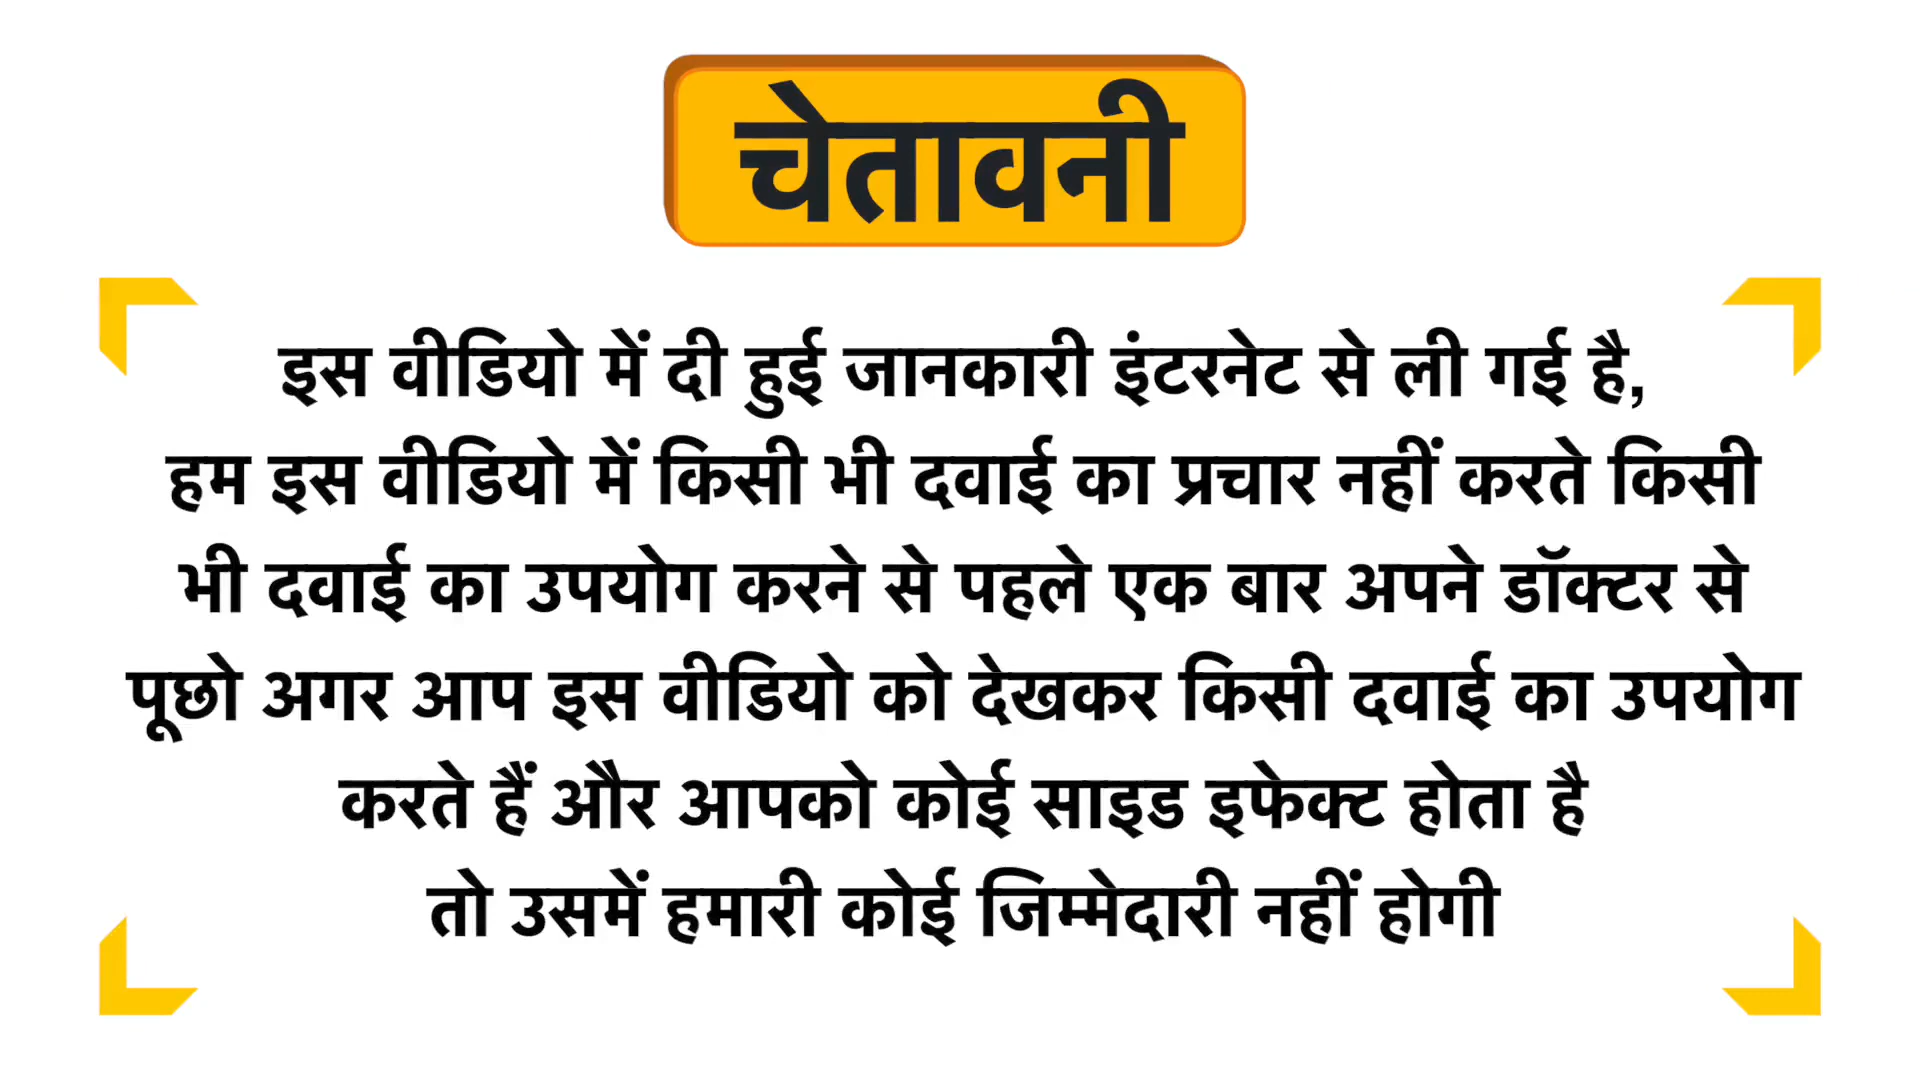 चेतावनी
इस वीडियो में दी हुई जानकारी इंटरनेट से ली गई है,
हम इस वीडियो में किसी भी दवाई का प्रचार नहीं करते किसी
भी दवाई का उपयोग करने से पहले एक बार अपने डॉक्टर से
पूछो अगर आप इस वीडियो को देखकर किसी दवाई का उपयोग
करते हैं और आपको कोई साइड इफेक्ट होता है
तो उसमें हमारी कोई जिम्मेदारी नहीं होगी